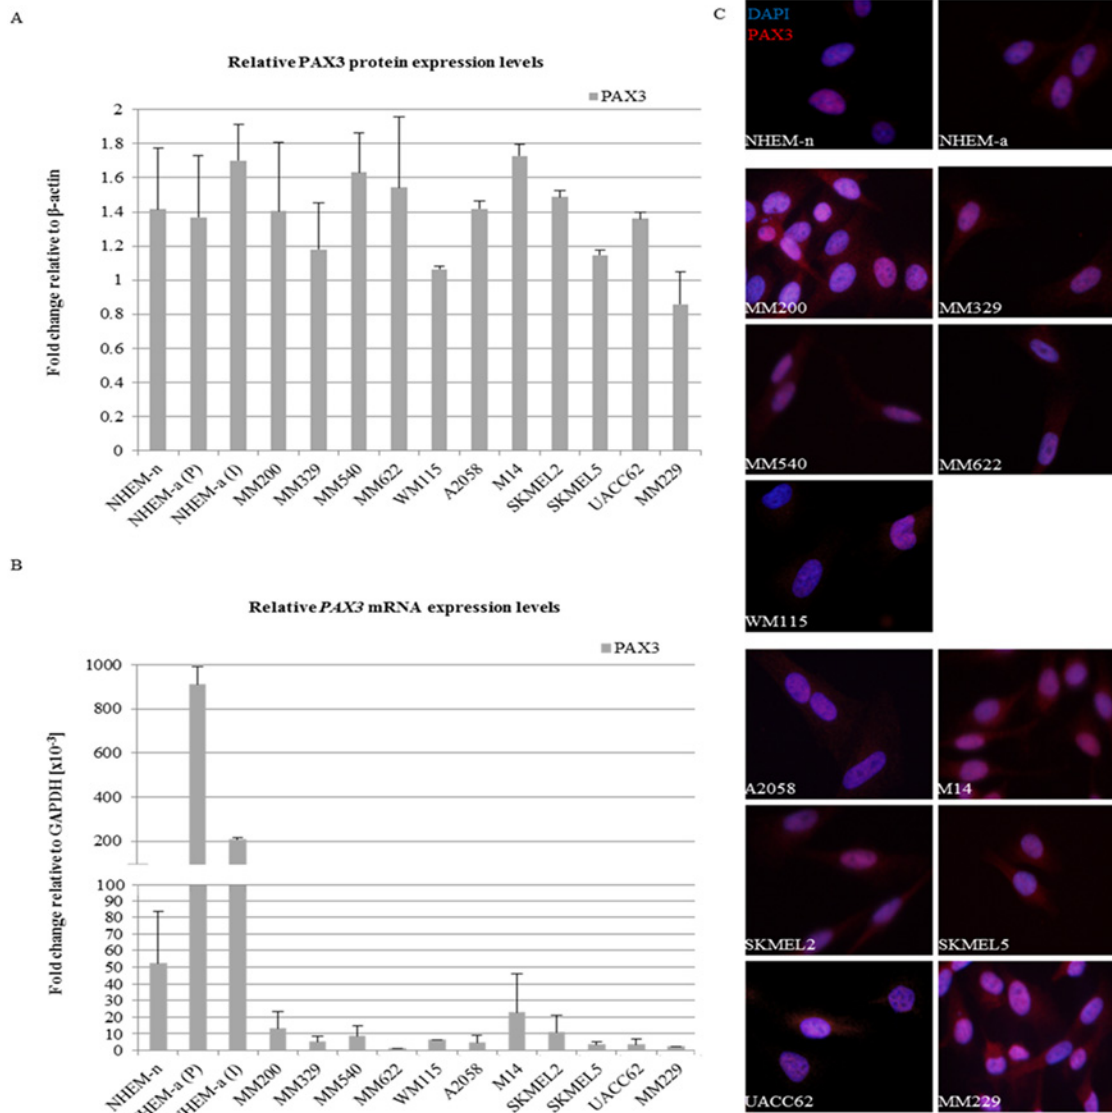 A
Relative PAX3 protein expression levels
PAX3
Fold change relative to β-actin
2
1.8
1.6
1.4
1.2
1
0.8
0.6
0.4
0.2
0
NHEM-n
NHEM-a (P)
NHEM-a (I)
MM200
MM329
MM540
MM622
WM115
A2058
M14
SKMEL2
SKMEL5
UACC62
MM229
B
Relative PAX3 mRNA expression levels
PAX3
Fold change relative to GAPDH [x10⁻³]
1000
800
600
400
200
100
90
80
70
60
50
40
30
20
10
0
NHEM-n
HEM-a (P)
HEM-a (I)
MM200
MM329
MM540
MM622
WM115
A2058
M14
SKMEL2
SKMEL5
UACC62
MM229
C
DAPI
PAX3
NHEM-n
NHEM-a
MM200
MM329
MM540
MM622
WM115
A2058
M14
SKMEL2
SKMEL5
UACC62
MM229